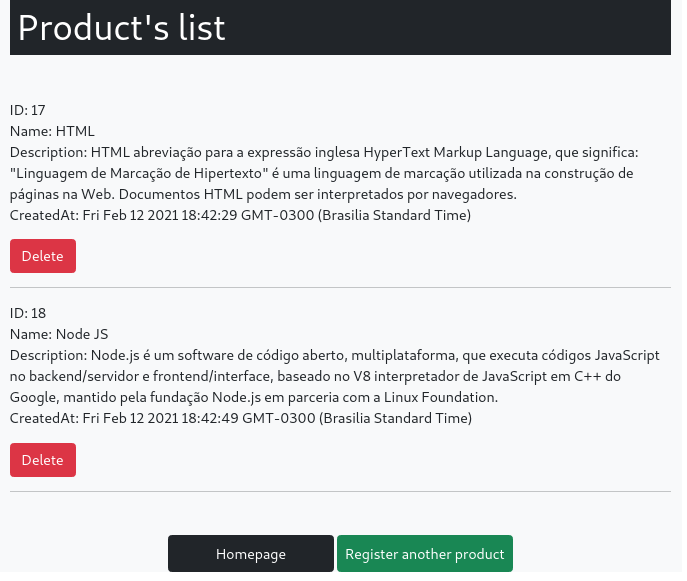 Product's list
ID: 17
Name: HTML
Description: HTML abreviação para a expressão inglesa HyperText Markup Language, que significa:
"Linguagem de Marcação de Hipertexto" é uma linguagem de marcação utilizada na construção de
páginas na Web. Documentos HTML podem ser interpretados por navegadores.
CreatedAt: Fri Feb 12 2021 18:42:29 GMT-0300 (Brasilia Standard Time)
Delete
ID: 18
Name: Node JS
Description: Node.js é um software de código aberto, multiplataforma, que executa códigos JavaScript
no backend/servidor e frontend/interface, baseado no V8 interpretador de JavaScript em C++ do
Google, mantido pela fundação Node.js em parceria com a Linux Foundation.
CreatedAt: Fri Feb 12 2021 18:42:49 GMT-0300 (Brasilia Standard Time)
Delete
Homepage Register another product